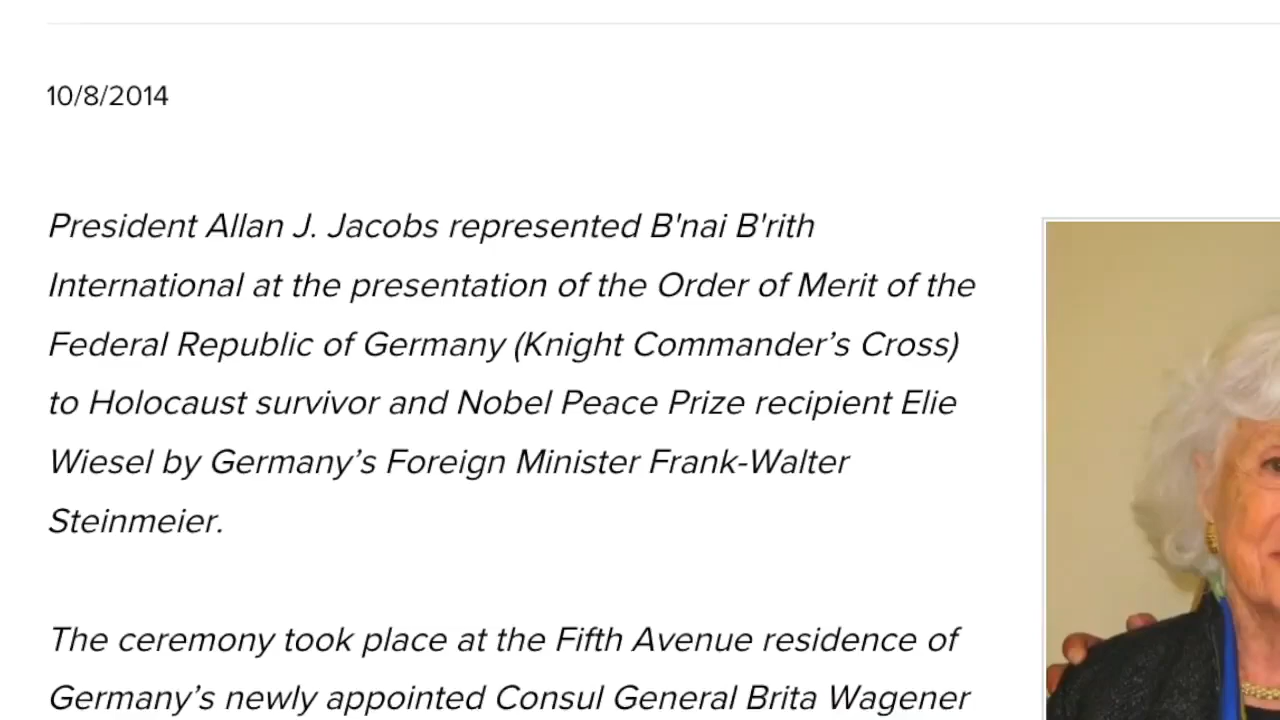 10/8/2014
President Allan J. Jacobs represented B'nai B'rith
International at the presentation of the Order of Merit of the
Federal Republic of Germany (Knight Commander’s Cross)
to Holocaust survivor and Nobel Peace Prize recipient Elie
Wiesel by Germany’s Foreign Minister Frank-Walter
Steinmeier.
The ceremony took place at the Fifth Avenue residence of
Germany’s newly appointed Consul General Brita Wagener